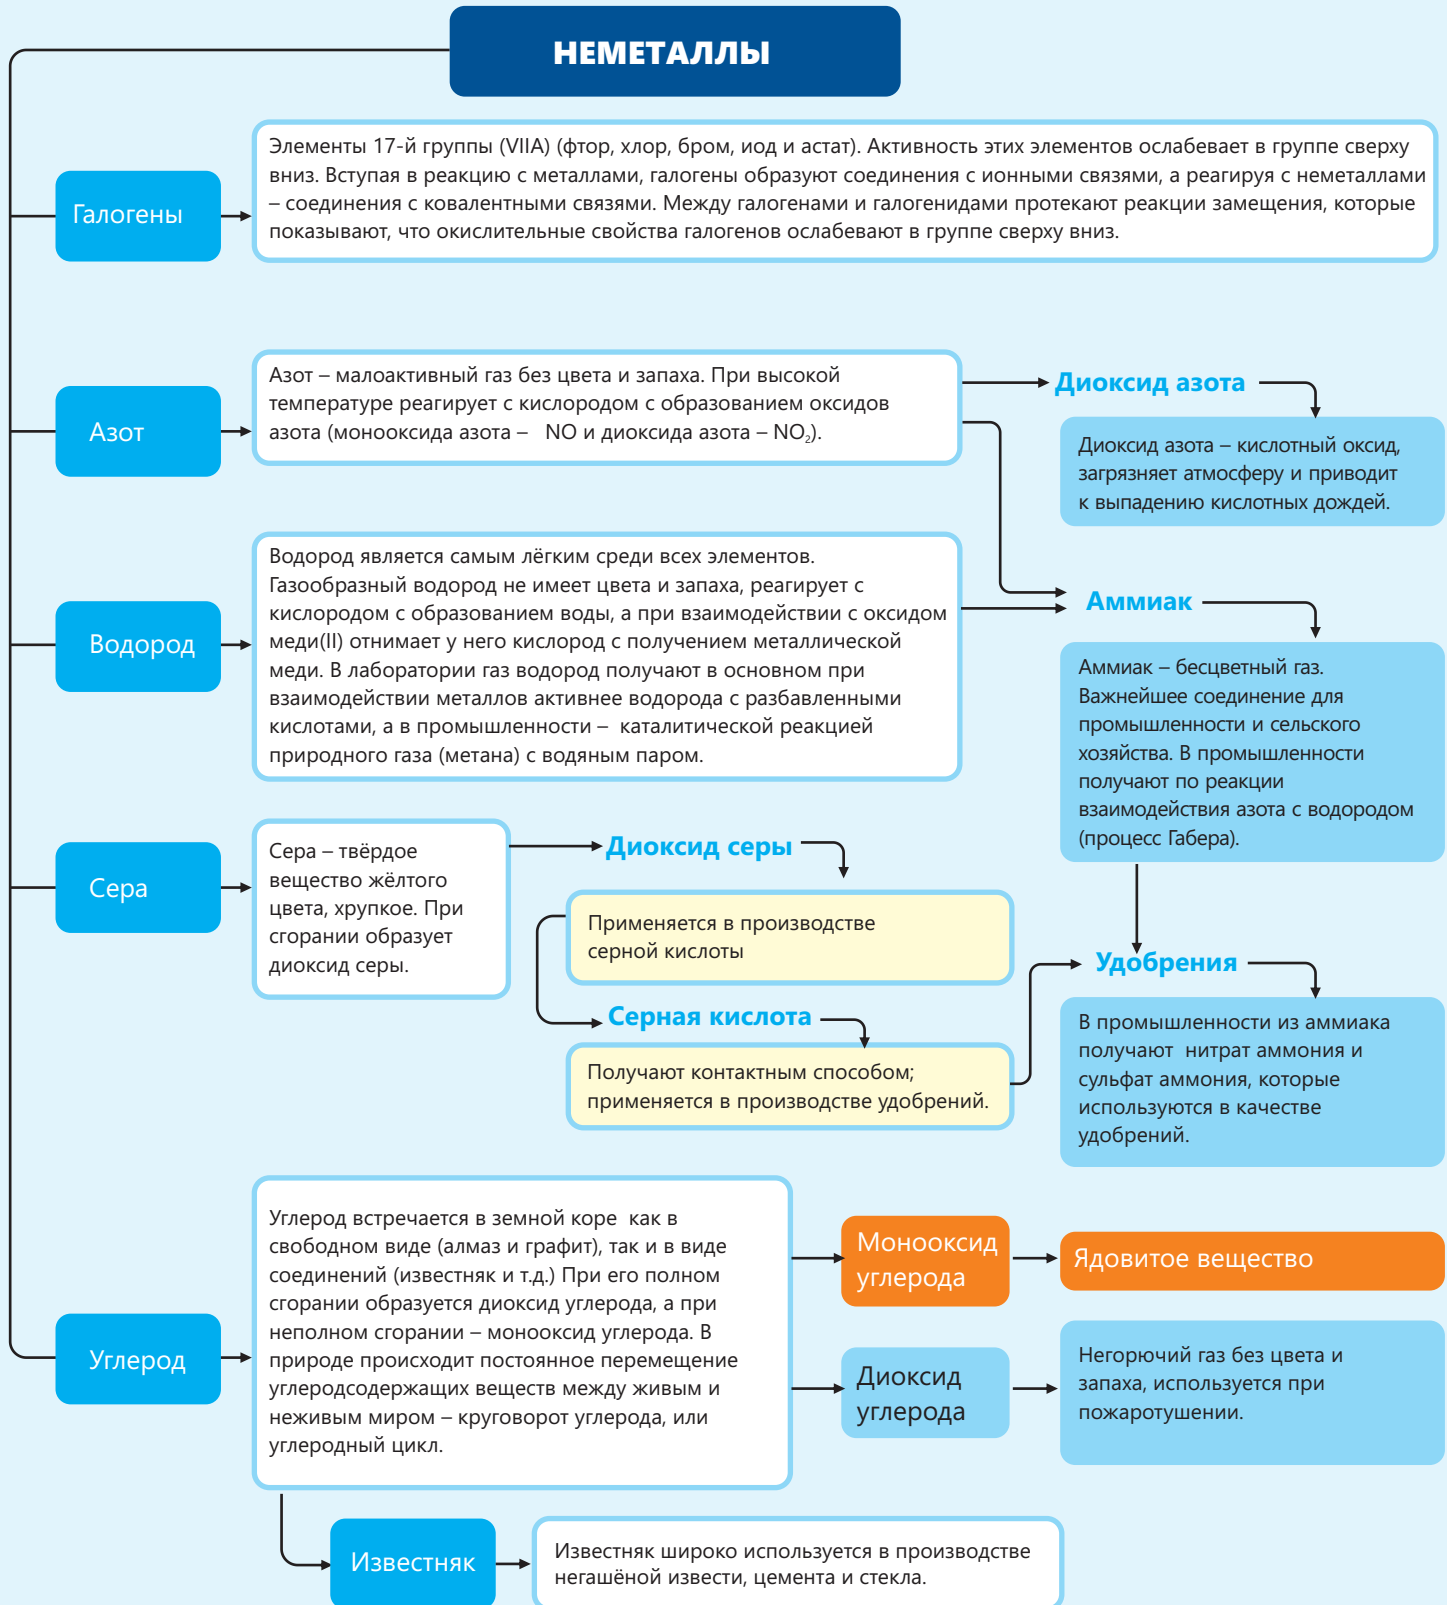 НЕМЕТАЛЛЫ
Галогены
Элементы 17-й группы (VIIA) (фтор, хлор, бром, иод и астат). Активность этих элементов ослабевает в группе сверху
вниз. Вступая в реакцию с металлами, галогены образуют соединения с ионными связями, а реагируя с неметаллами
– соединения с ковалентными связями. Между галогенами и галогенидами протекают реакции замещения, которые
показывают, что окислительные свойства галогенов ослабевают в группе сверху вниз.
Азот
Азот – малоактивный газ без цвета и запаха. При высокой
температуре реагирует с кислородом с образованием оксидов
азота (монооксида азота – NO и диоксида азота – NO₂).
Диоксид азота
Диоксид азота – кислотный оксид,
загрязняет атмосферу и приводит
к выпадению кислотных дождей.
Водород
Водород является самым лёгким среди всех элементов.
Газообразный водород не имеет цвета и запаха, реагирует с
кислородом с образованием воды, а при взаимодействии с оксидом
меди(II) отнимает у него кислород с получением металлической
меди. В лаборатории газ водород получают в основном при
взаимодействии металлов активнее водорода с разбавленными
кислотами, а в промышленности – каталитической реакцией
природного газа (метана) с водяным паром.
Аммиак
Аммиак – бесцветный газ.
Важнейшее соединение для
промышленности и сельского
хозяйства. В промышленности
получают по реакции
взаимодействия азота с водородом
(процесс Габера).
Сера
Сера – твёрдое
вещество жёлтого
цвета, хрупкое. При
сгорании образует
диоксид серы.
Диоксид серы
Применяется в производстве
серной кислоты
Серная кислота
Получают контактным способом;
применяется в производстве удобрений.
Удобрения
В промышленности из аммиака
получают нитрат аммония и
сульфат аммония, которые
используются в качестве
удобрений.
Углерод
Углерод встречается в земной коре как в
свободном виде (алмаз и графит), так и в виде
соединений (известняк и т.д.) При его полном
сгорании образуется диоксид углерода, а при
неполном сгорании – монооксид углерода. В
природе происходит постоянное перемещение
углеродсодержащих веществ между живым и
неживым миром – круговорот углерода, или
углеродный цикл.
Монооксид
углерода
Ядовитое вещество
Диоксид
углерода
Негорючий газ без цвета и
запаха, используется при
пожаротушении.
Известняк
Известняк широко используется в производстве
негашёной извести, цемента и стекла.